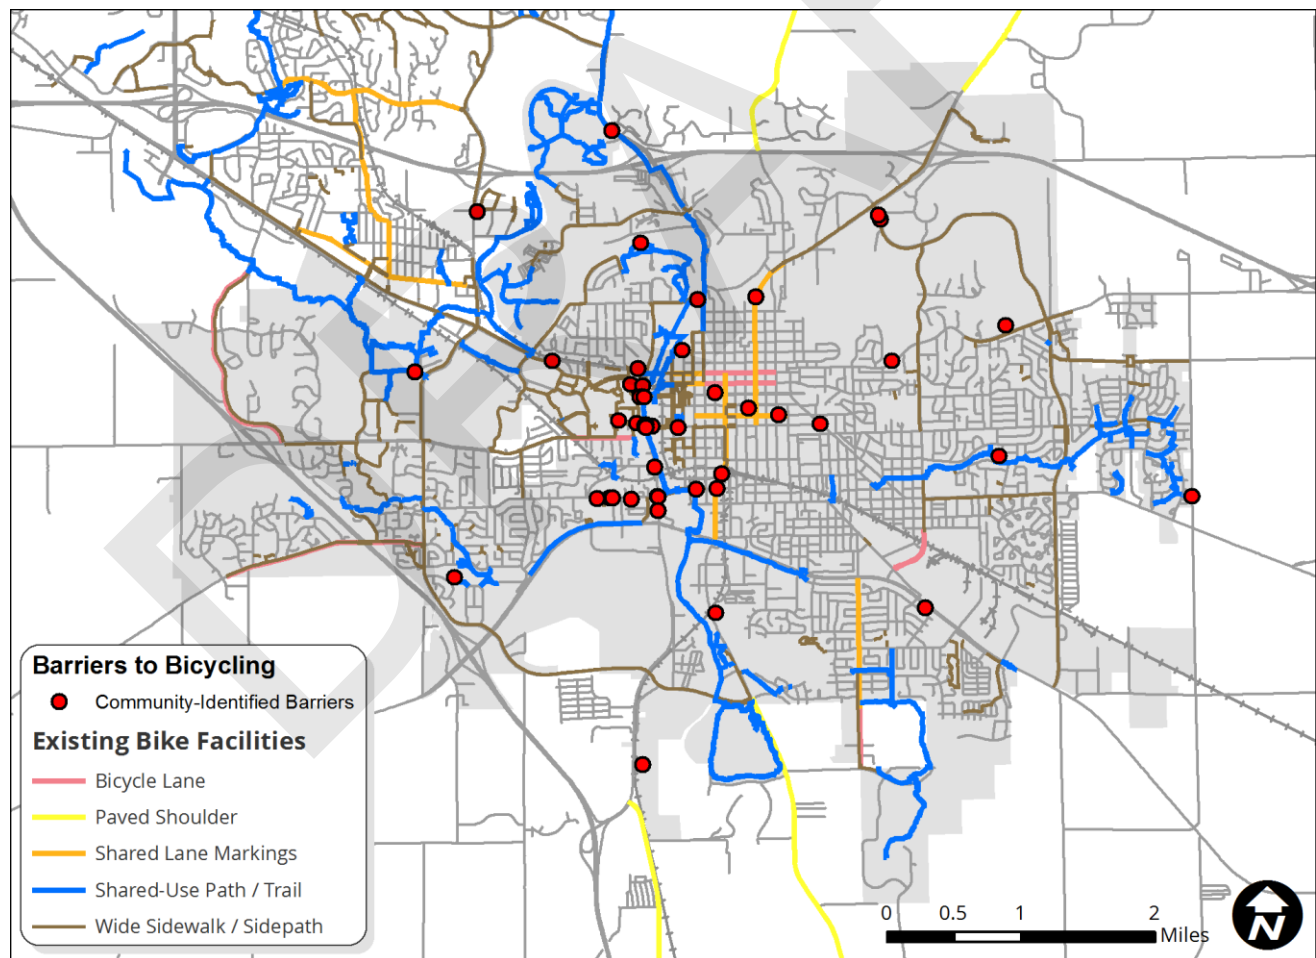 DRAFT
Barriers to Bicycling
Community-Identified Barriers
Existing Bike Facilities
Bicycle Lane
Paved Shoulder
Shared Lane Markings
Shared-Use Path / Trail
Wide Sidewalk / Sidepath
0 0.5 1 2
Miles
N